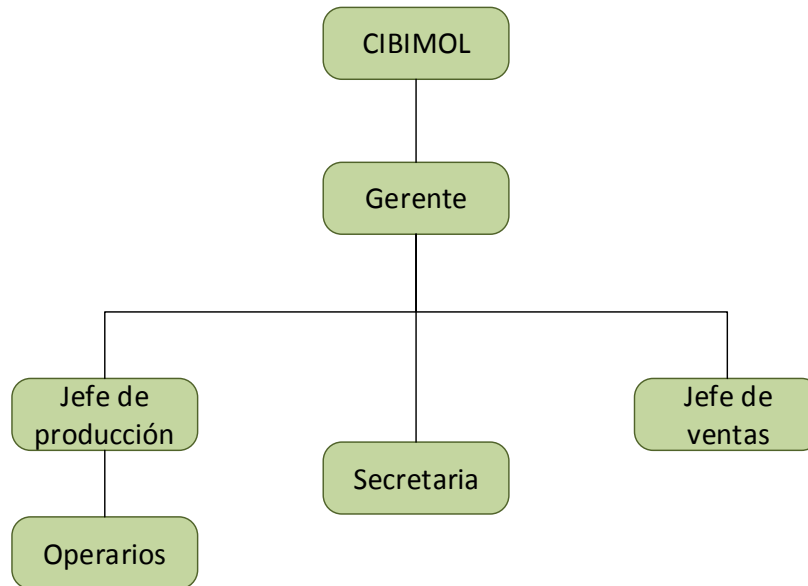 CIBIMOL
Gerente
Jefe de
producción
Jefe de
ventas
Secretaria
Operarios